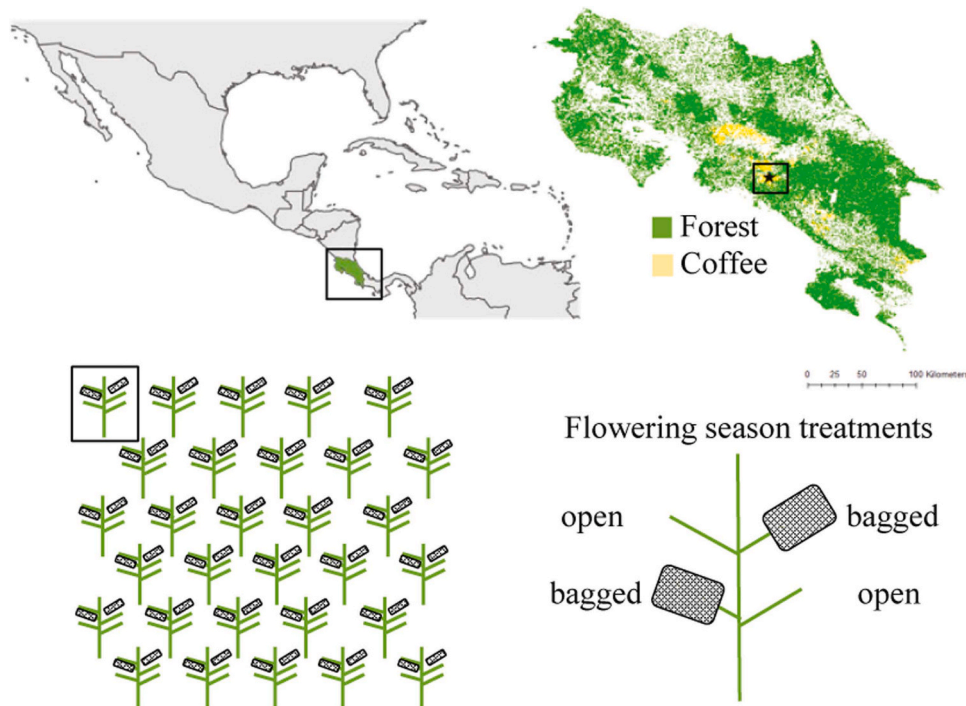 Forest
Coffee
0 25 50 100 Kilometers
Flowering season treatments
open
bagged
bagged
open